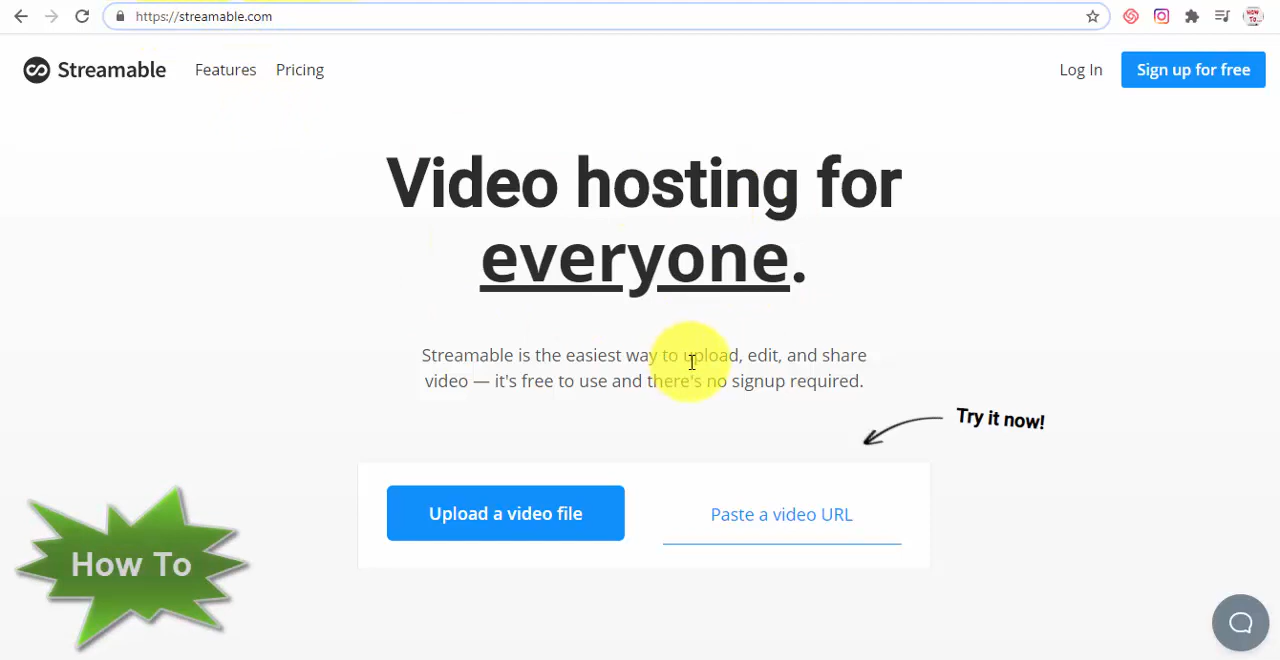 https://streamable.com
Streamable Features Pricing Log In Sign up for free
Video hosting for
everyone.
Streamable is the easiest way to upload, edit, and share
video — it's free to use and there's no signup required.
Try it now!
Upload a video file Paste a video URL
How To